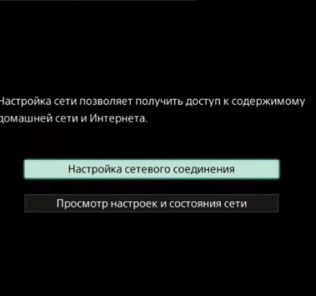 Настройка сети позволяет получить доступ к содержимому
домашней сети и Интернета.
Настройка сетевого соединения
Просмотр настроек и состояния сети